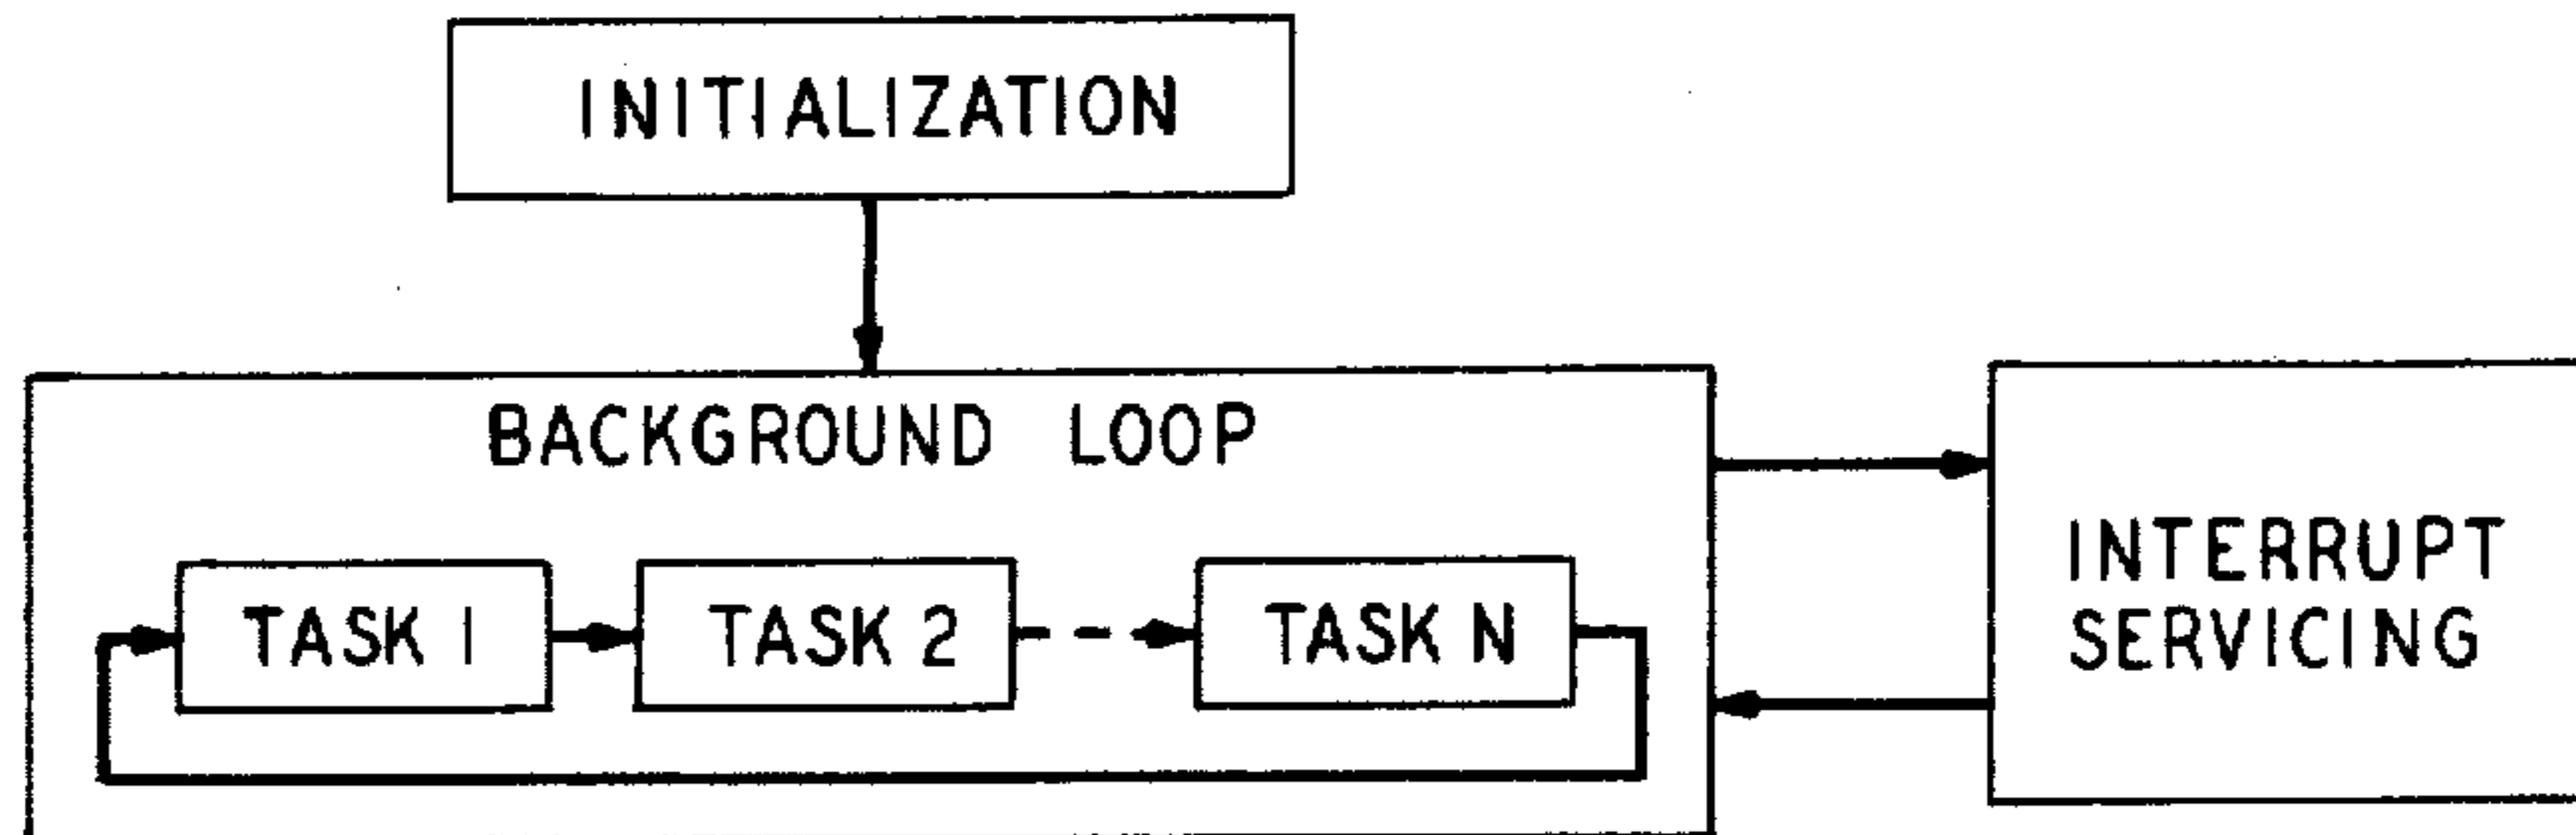 INITIALIZATION
BACKGROUND LOOP
TASK 1
TASK 2
TASK N
INTERRUPT
SERVICING